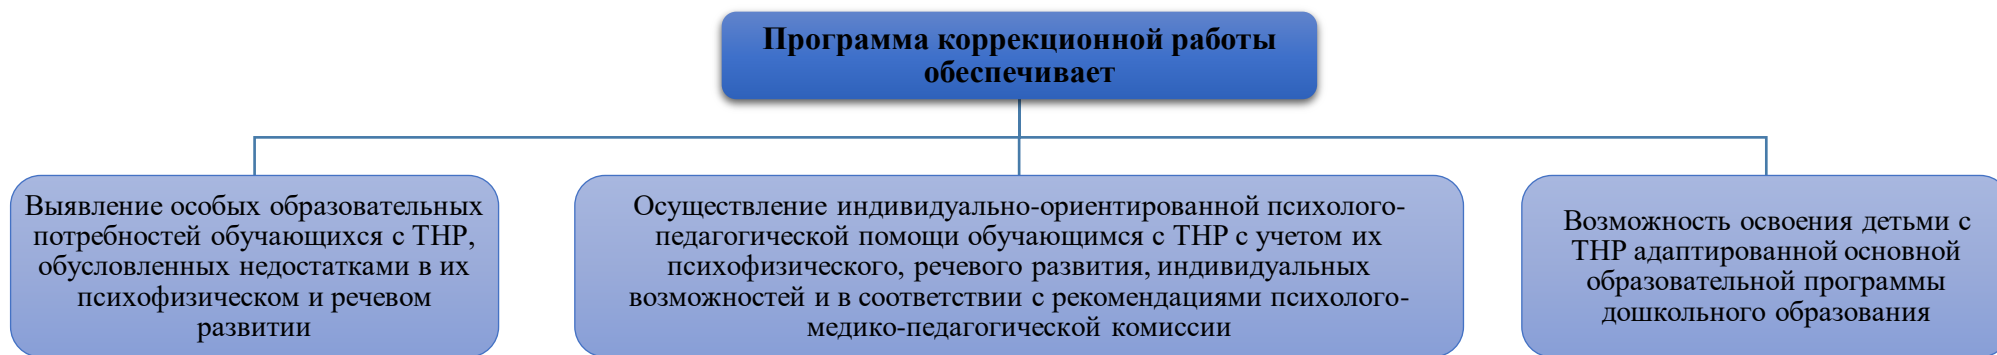 Программа коррекционной работы
обеспечивает
Выявление особых образовательных
потребностей обучающихся с ТНР,
обусловленных недостатками в их
психофизическом и речевом
развитии
Осуществление индивидуально-ориентированной психолого-
педагогической помощи обучающимся с ТНР с учетом их
психофизического, речевого развития, индивидуальных
возможностей и в соответствии с рекомендациями психолого-
медико-педагогической комиссии
Возможность освоения детьми с
ТНР адаптированной основной
образовательной программы
дошкольного образования